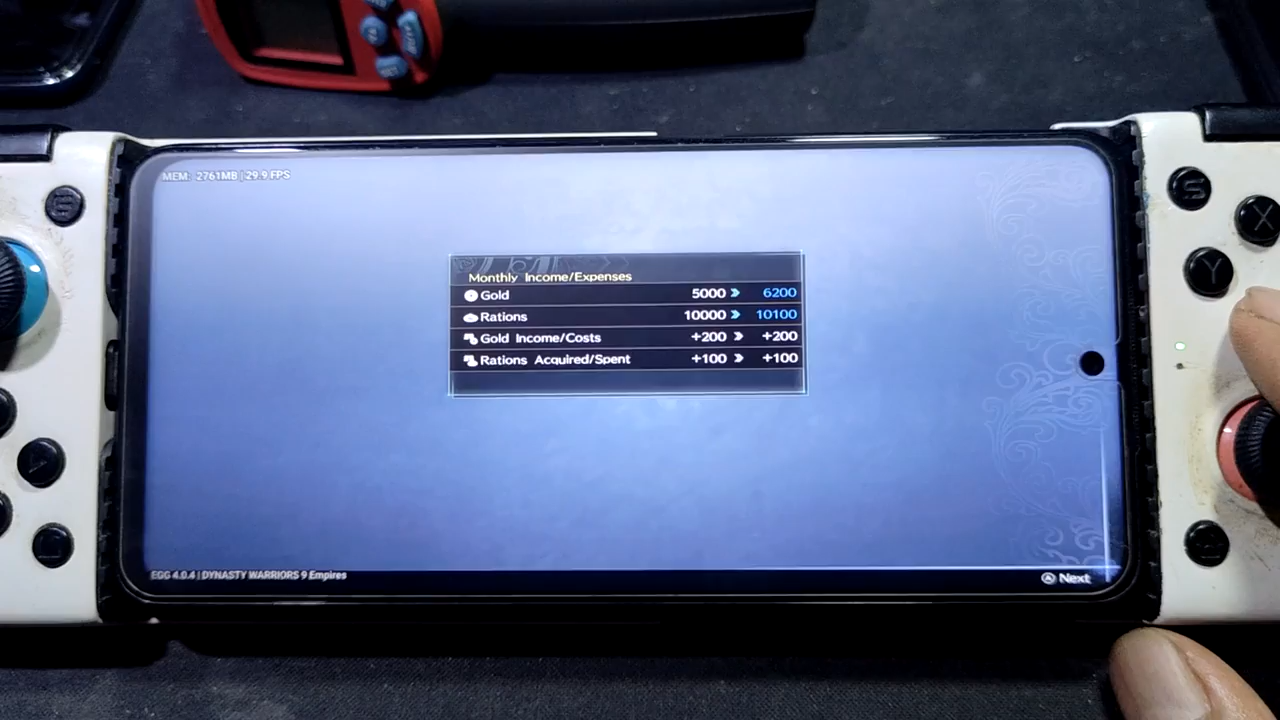 MEM: 2761MB | 29.9 FPS
Monthly Income/Expenses
Gold 5000 » 6200
Rations 10000 » 10100
Gold Income/Costs +200 » +200
Rations Acquired/Spent +100 » +100
EGG 4.0.4 | DYNASTY WARRIORS 9 Empires
A Next
S
X
Y